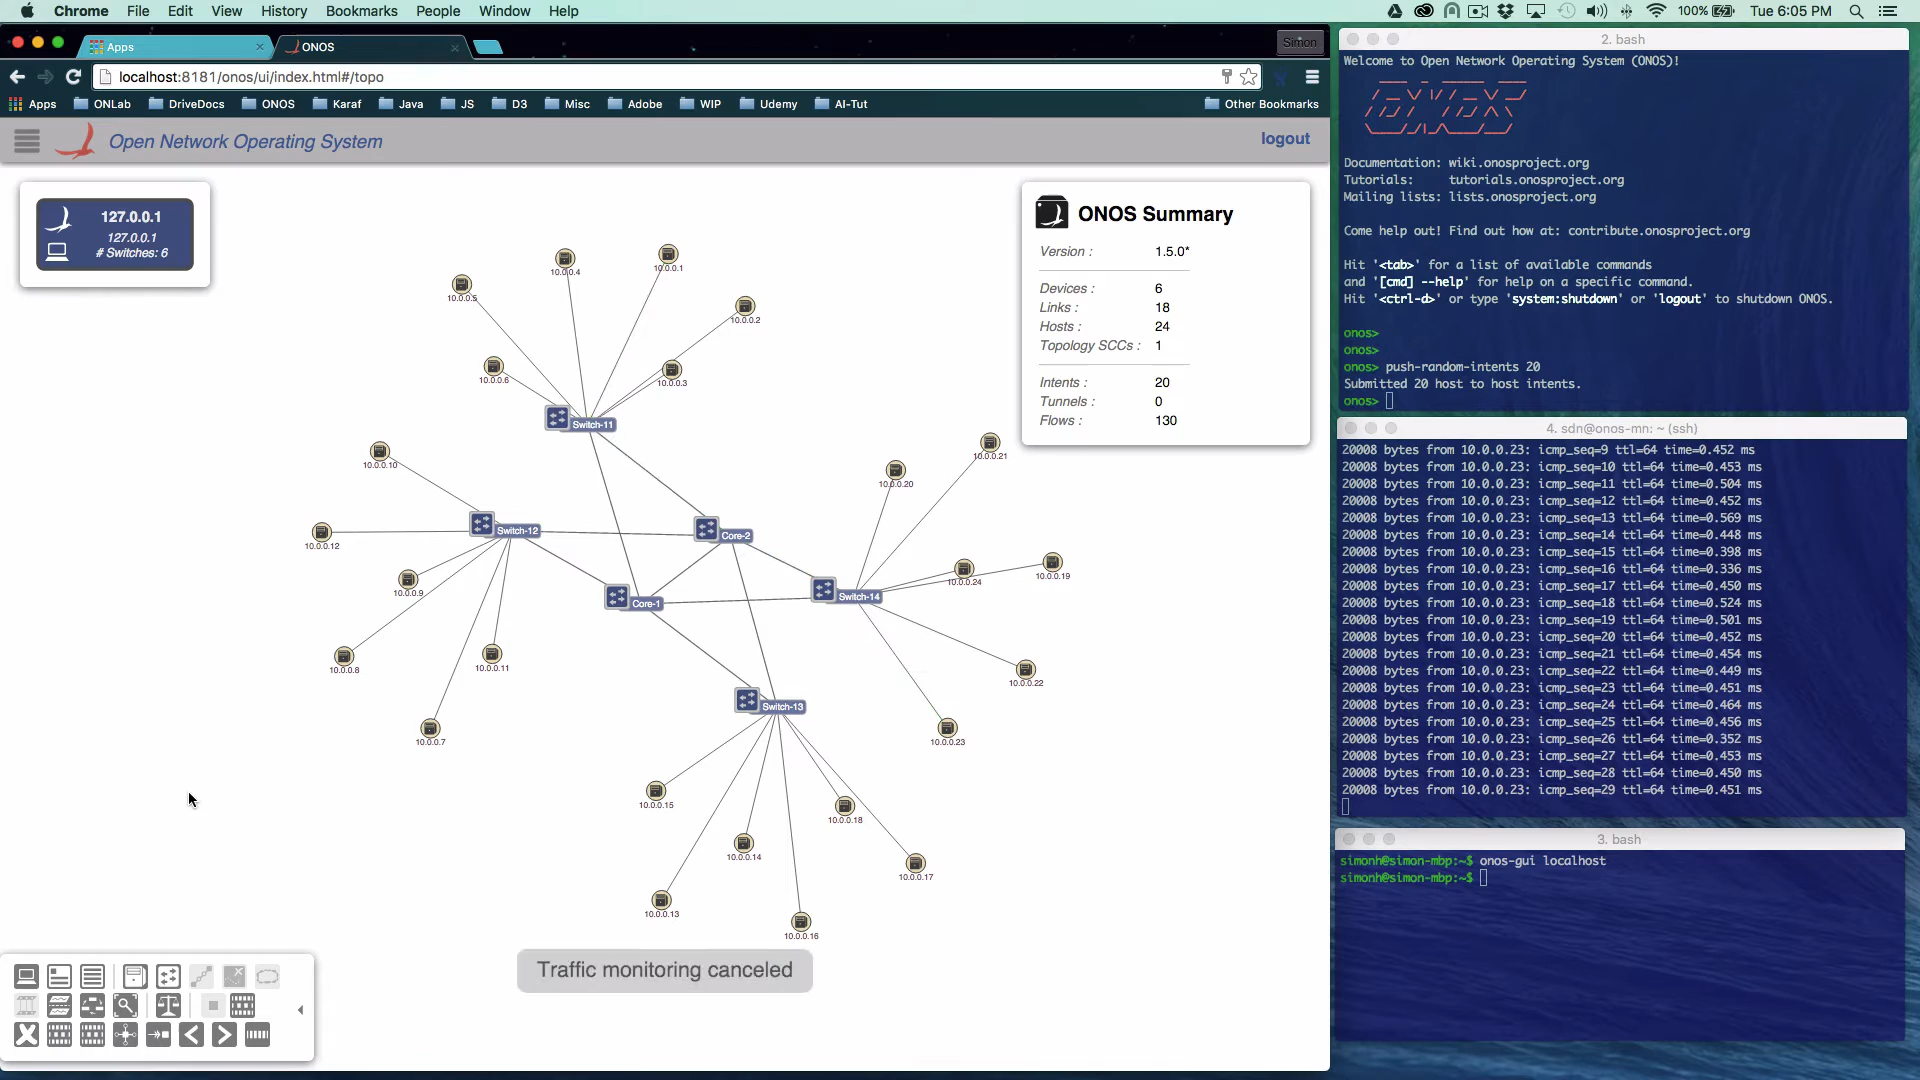 Chrome File Edit View History Bookmarks People Window Help
100% Tue 6:05 PM
Apps
ONOS
Simon
localhost:8181/onos/ui/index.html#/topo
Apps ONLab DriveDocs ONOS Karaf Java JS D3 Misc Adobe WIP Udemy AI-Tut Other Bookmarks
Open Network Operating System
logout
127.0.0.1
127.0.0.1
# Switches: 6
ONOS Summary
Version : 1.5.0*
Devices : 6
Links : 18
Hosts : 24
Topology SCCs : 1
Intents : 20
Tunnels : 0
Flows : 130
10.0.0.4
10.0.0.1
10.0.0.5
10.0.0.2
10.0.0.6
10.0.0.3
Switch-11
10.0.0.10
10.0.0.21
10.0.0.20
Switch-12
Core-2
10.0.0.12
10.0.0.24
10.0.0.19
10.0.0.9
Core-1
Switch-14
10.0.0.8
10.0.0.11
10.0.0.22
Switch-13
10.0.0.7
10.0.0.23
10.0.0.15
10.0.0.18
10.0.0.14
10.0.0.17
10.0.0.13
10.0.0.16
Traffic monitoring canceled
2. bash
Welcome to Open Network Operating System (ONOS)!
Documentation: wiki.onosproject.org
Tutorials: tutorials.onosproject.org
Mailing lists: lists.onosproject.org
Come help out! Find out how at: contribute.onosproject.org
Hit '<tab>' for a list of available commands
and '[cmd] --help' for help on a specific command.
Hit '<ctrl-d>' or type 'system:shutdown' or 'logout' to shutdown ONOS.
onos>
onos>
onos> push-random-intents 20
Submitted 20 host to host intents.
onos>
4. sdn@onos-mn: ~ (ssh)
20008 bytes from 10.0.0.23: icmp_seq=9 ttl=64 time=0.452 ms
20008 bytes from 10.0.0.23: icmp_seq=10 ttl=64 time=0.453 ms
20008 bytes from 10.0.0.23: icmp_seq=11 ttl=64 time=0.504 ms
20008 bytes from 10.0.0.23: icmp_seq=12 ttl=64 time=0.452 ms
20008 bytes from 10.0.0.23: icmp_seq=13 ttl=64 time=0.569 ms
20008 bytes from 10.0.0.23: icmp_seq=14 ttl=64 time=0.448 ms
20008 bytes from 10.0.0.23: icmp_seq=15 ttl=64 time=0.398 ms
20008 bytes from 10.0.0.23: icmp_seq=16 ttl=64 time=0.336 ms
20008 bytes from 10.0.0.23: icmp_seq=17 ttl=64 time=0.450 ms
20008 bytes from 10.0.0.23: icmp_seq=18 ttl=64 time=0.524 ms
20008 bytes from 10.0.0.23: icmp_seq=19 ttl=64 time=0.501 ms
20008 bytes from 10.0.0.23: icmp_seq=20 ttl=64 time=0.452 ms
20008 bytes from 10.0.0.23: icmp_seq=21 ttl=64 time=0.454 ms
20008 bytes from 10.0.0.23: icmp_seq=22 ttl=64 time=0.449 ms
20008 bytes from 10.0.0.23: icmp_seq=23 ttl=64 time=0.451 ms
20008 bytes from 10.0.0.23: icmp_seq=24 ttl=64 time=0.464 ms
20008 bytes from 10.0.0.23: icmp_seq=25 ttl=64 time=0.456 ms
20008 bytes from 10.0.0.23: icmp_seq=26 ttl=64 time=0.352 ms
20008 bytes from 10.0.0.23: icmp_seq=27 ttl=64 time=0.453 ms
20008 bytes from 10.0.0.23: icmp_seq=28 ttl=64 time=0.450 ms
20008 bytes from 10.0.0.23: icmp_seq=29 ttl=64 time=0.451 ms
3. bash
simonh@simon-mbp:~$ onos-gui localhost
simonh@simon-mbp:~$